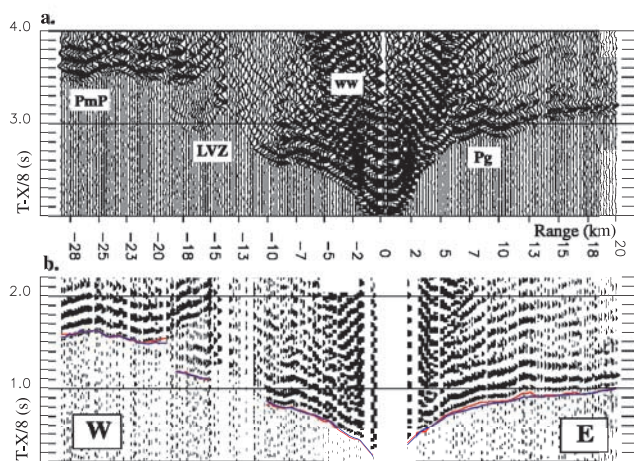 a.
4.0
3.0
T-X/8 (s)
PmP
LVZ
ww
Pg
Range (km)
-28 -25 -23 -20 -18 -15 -13 -10 -7 -5 -2 0 2 5 7 10 13 15 18 20
b.
2.0
1.0
T-X/8 (s)
W
E